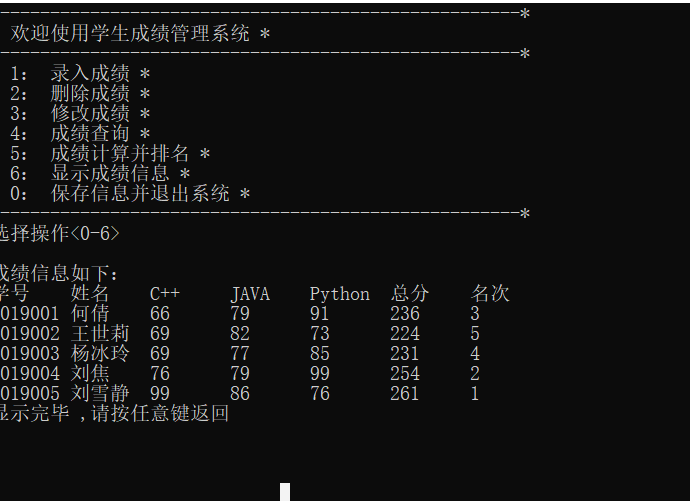 -----------------------------------------------------*
欢迎使用学生成绩管理系统 *
-----------------------------------------------------*
1： 录入成绩 *
2： 删除成绩 *
3： 修改成绩 *
4： 成绩查询 *
5： 成绩计算并排名 *
6： 显示成绩信息 *
0： 保存信息并退出系统 *
-----------------------------------------------------*
选择操作<0-6>
成绩信息如下：
学号 姓名 C++ JAVA Python 总分 名次
019001 何倩 66 79 91 236 3
019002 王世莉 69 82 73 224 5
019003 杨冰玲 69 77 85 231 4
019004 刘焦 76 79 99 254 2
019005 刘雪静 99 86 76 261 1
显示完毕 ,请按任意键返回